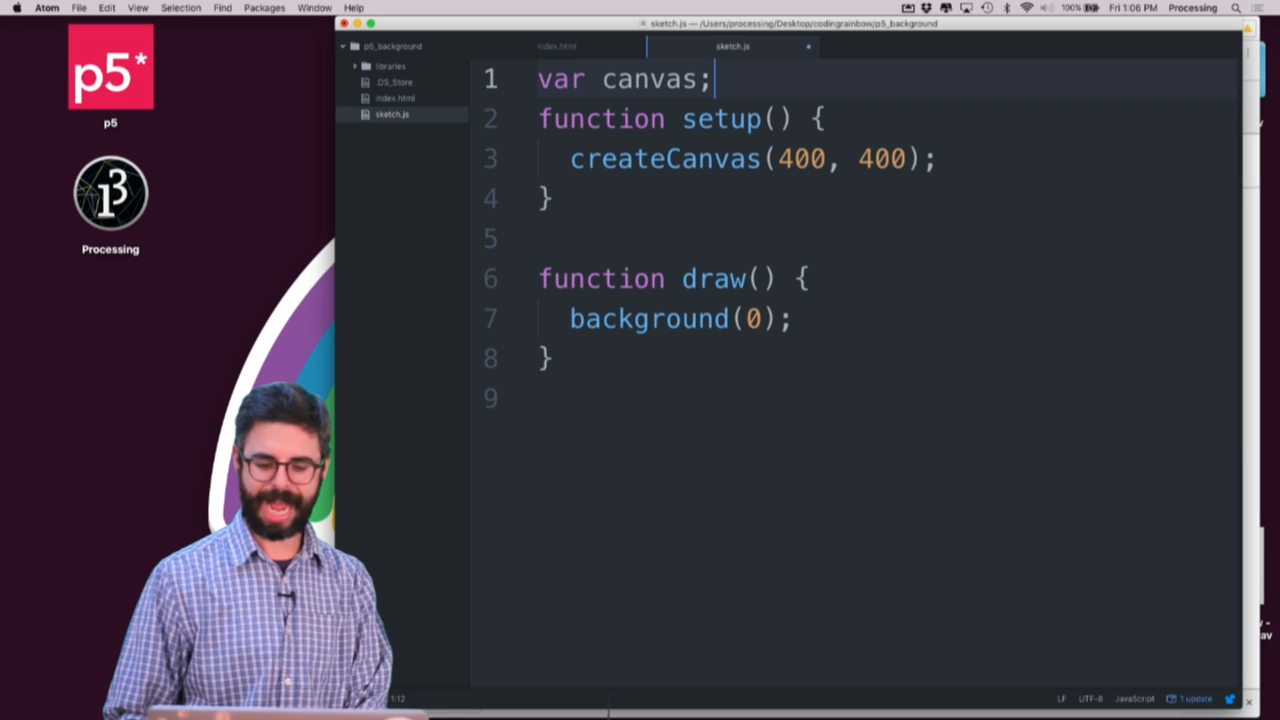 Atom File Edit View Selection Find Packages Window Help 100% Fri 1:06 PM Processing
sketch.js — /Users/processing/Desktop/codingrainbow/p5_background
p5_background
libraries
.DS_Store
index.html
sketch.js
index.html sketch.js
p5*
p5
Processing
1 var canvas;
2 function setup() {
3 createCanvas(400, 400);
4 }
5
6 function draw() {
7 background(0);
8 }
9
1:12 LF UTF-8 JavaScript 1 update